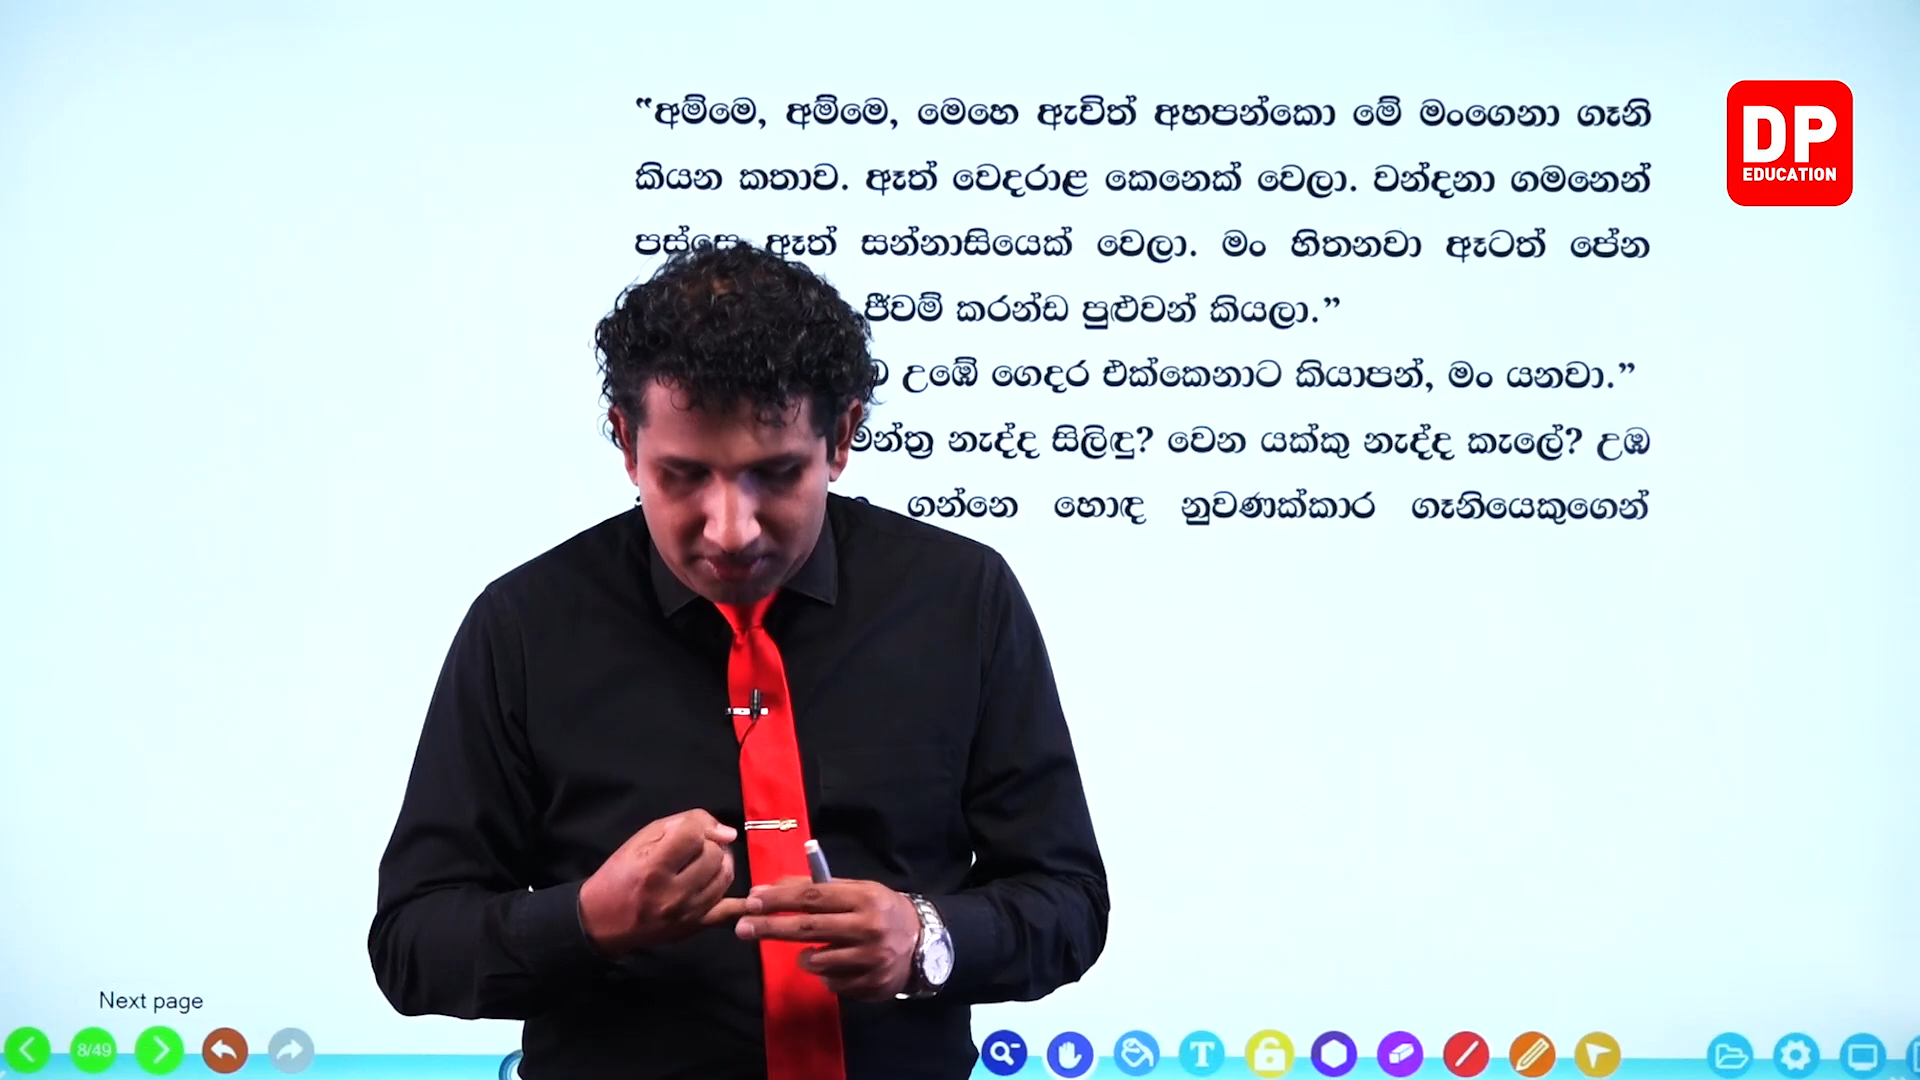 “අම්මෙ, අම්මෙ, මෙහෙ ඇවිත් අහපන්කො මේ මංගෙනා ගෑනි
කියන කතාව. ඈත් වෙදරාළ කෙනෙක් වෙලා. වන්දනා ගමනෙන්
ඈත් සන්නාසියෙක් වෙලා. මං හිතනවා ඈටත් පේන
ජීවම් කරන්ඩ පුළුවන් කියලා.”
උඹේ ගෙදර එක්කෙනාට කියාපන්, මං යනවා.”
මන්ත්‍ර නැද්ද සිලිඳු? වෙන යක්කු නැද්ද කැලේ? උඹ
ගන්නෙ හොඳ නුවණක්කාර ගෑනියෙකුගෙන්
DP
EDUCATION
Next page
8/49
T